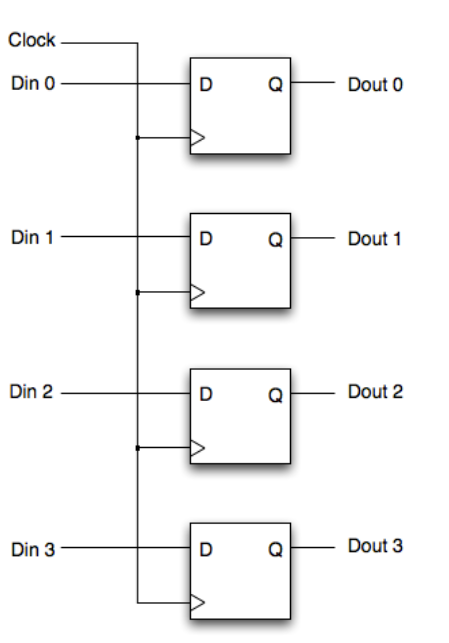 Clock
Din 0 D Q Dout 0
Din 1 D Q Dout 1
Din 2 D Q Dout 2
Din 3 D Q Dout 3